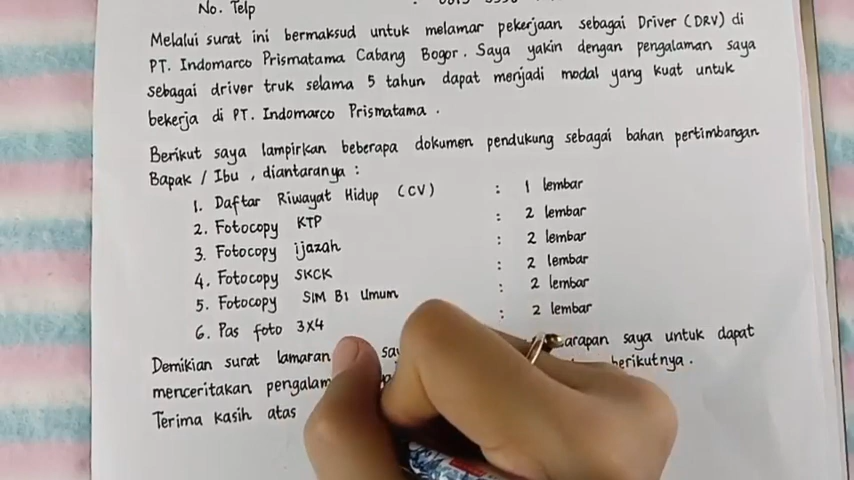 No. Telp :
Melalui surat ini bermaksud untuk melamar pekerjaan sebagai Driver (DRV) di
PT. Indomarco Prismatama Cabang Bogor. Saya yakin dengan pengalaman saya
sebagai driver truk selama 5 tahun dapat menjadi modal yang kuat untuk
bekerja di PT. Indomarco Prismatama.
Berikut saya lampirkan beberapa dokumen pendukung sebagai bahan pertimbangan
Bapak / Ibu , diantaranya :
1. Daftar Riwayat Hidup (CV) : 1 lembar
2. Fotocopy KTP : 2 lembar
3. Fotocopy ijazah : 2 lembar
4. Fotocopy SKCK : 2 lembar
5. Fotocopy SIM B1 Umum : 2 lembar
6. Pas foto 3x4 : 2 lembar
Demikian surat lamaran saya untuk dapat
menceritakan berikutnya.
Terima kasih atas